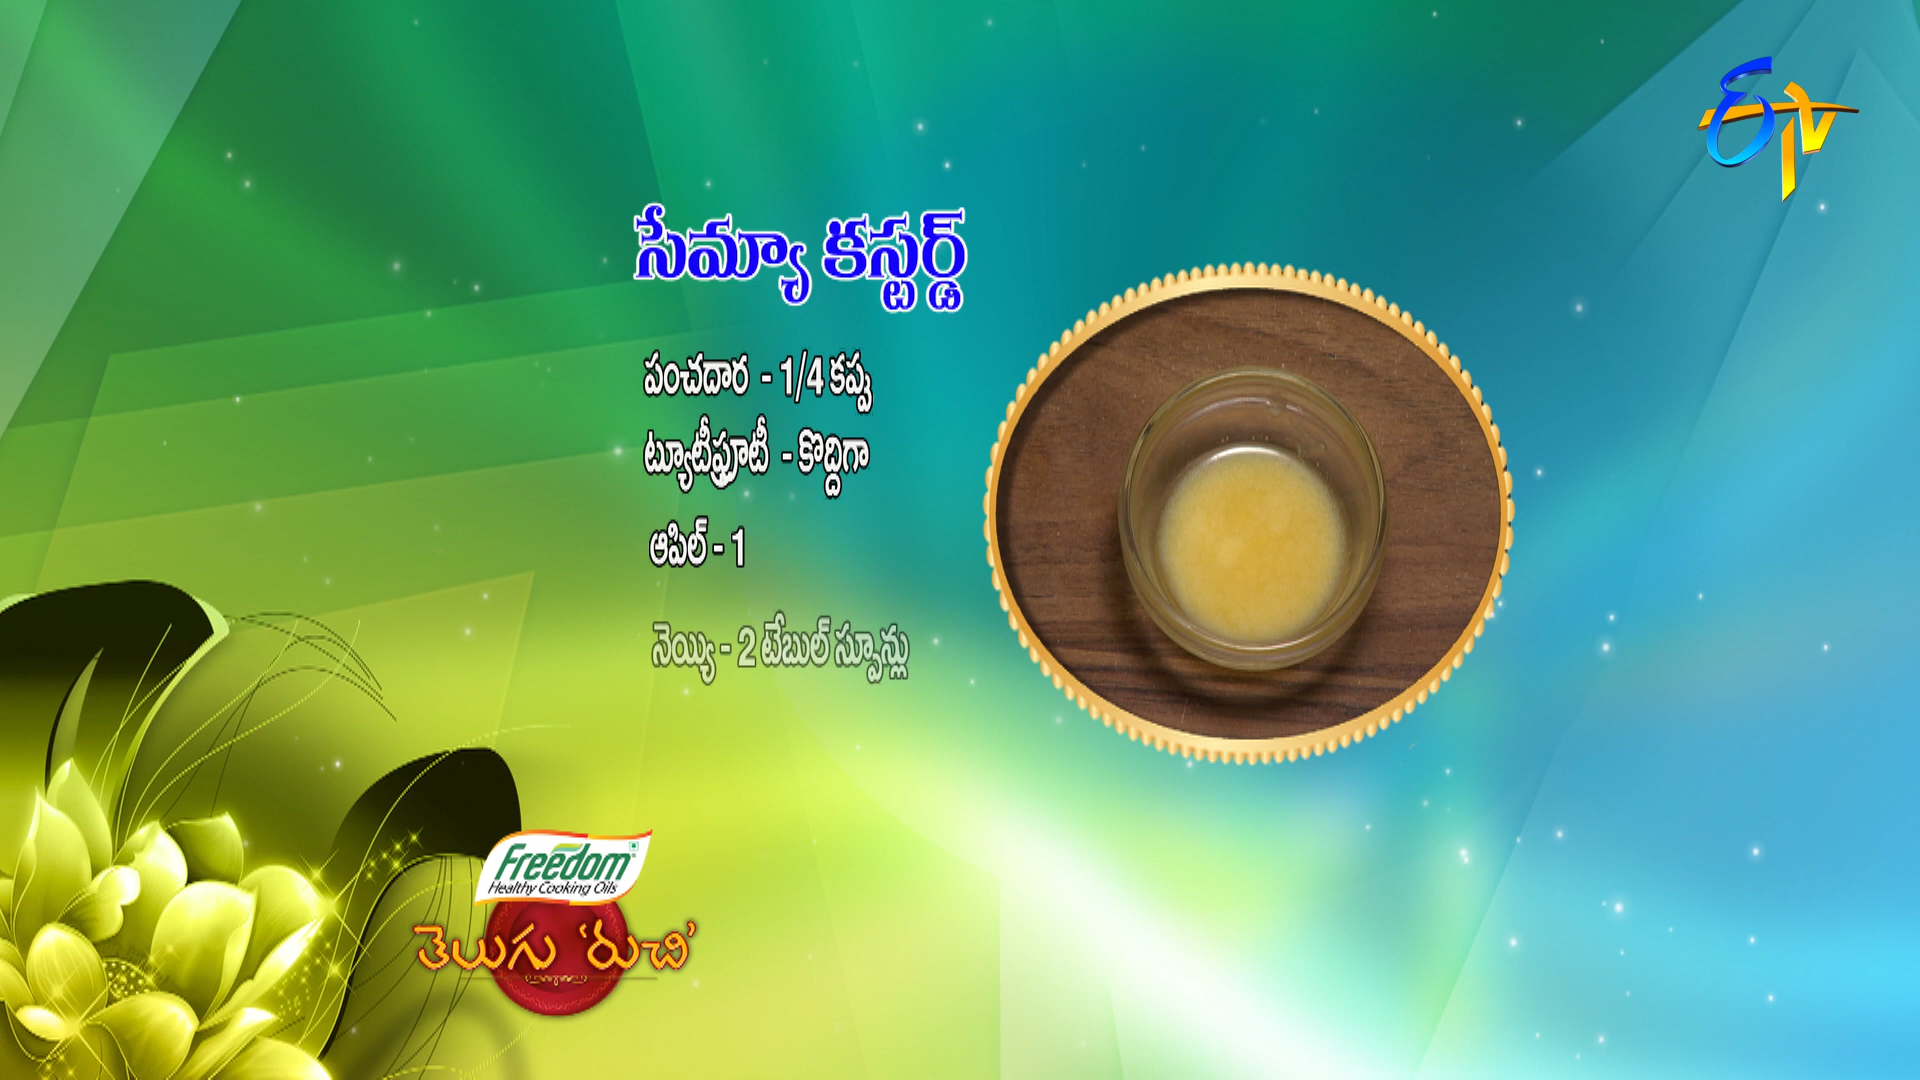 ETV
సేమ్యా కస్టర్డ్
పంచదార - 1/4 కప్పు
ట్యూటీఫ్రూటీ - కొద్దిగా
ఆపిల్ - 1
నెయ్యి - 2 టేబుల్ స్పూన్లు
Freedom
Healthy Cooking Oils
తెలుగు 'రుచి'